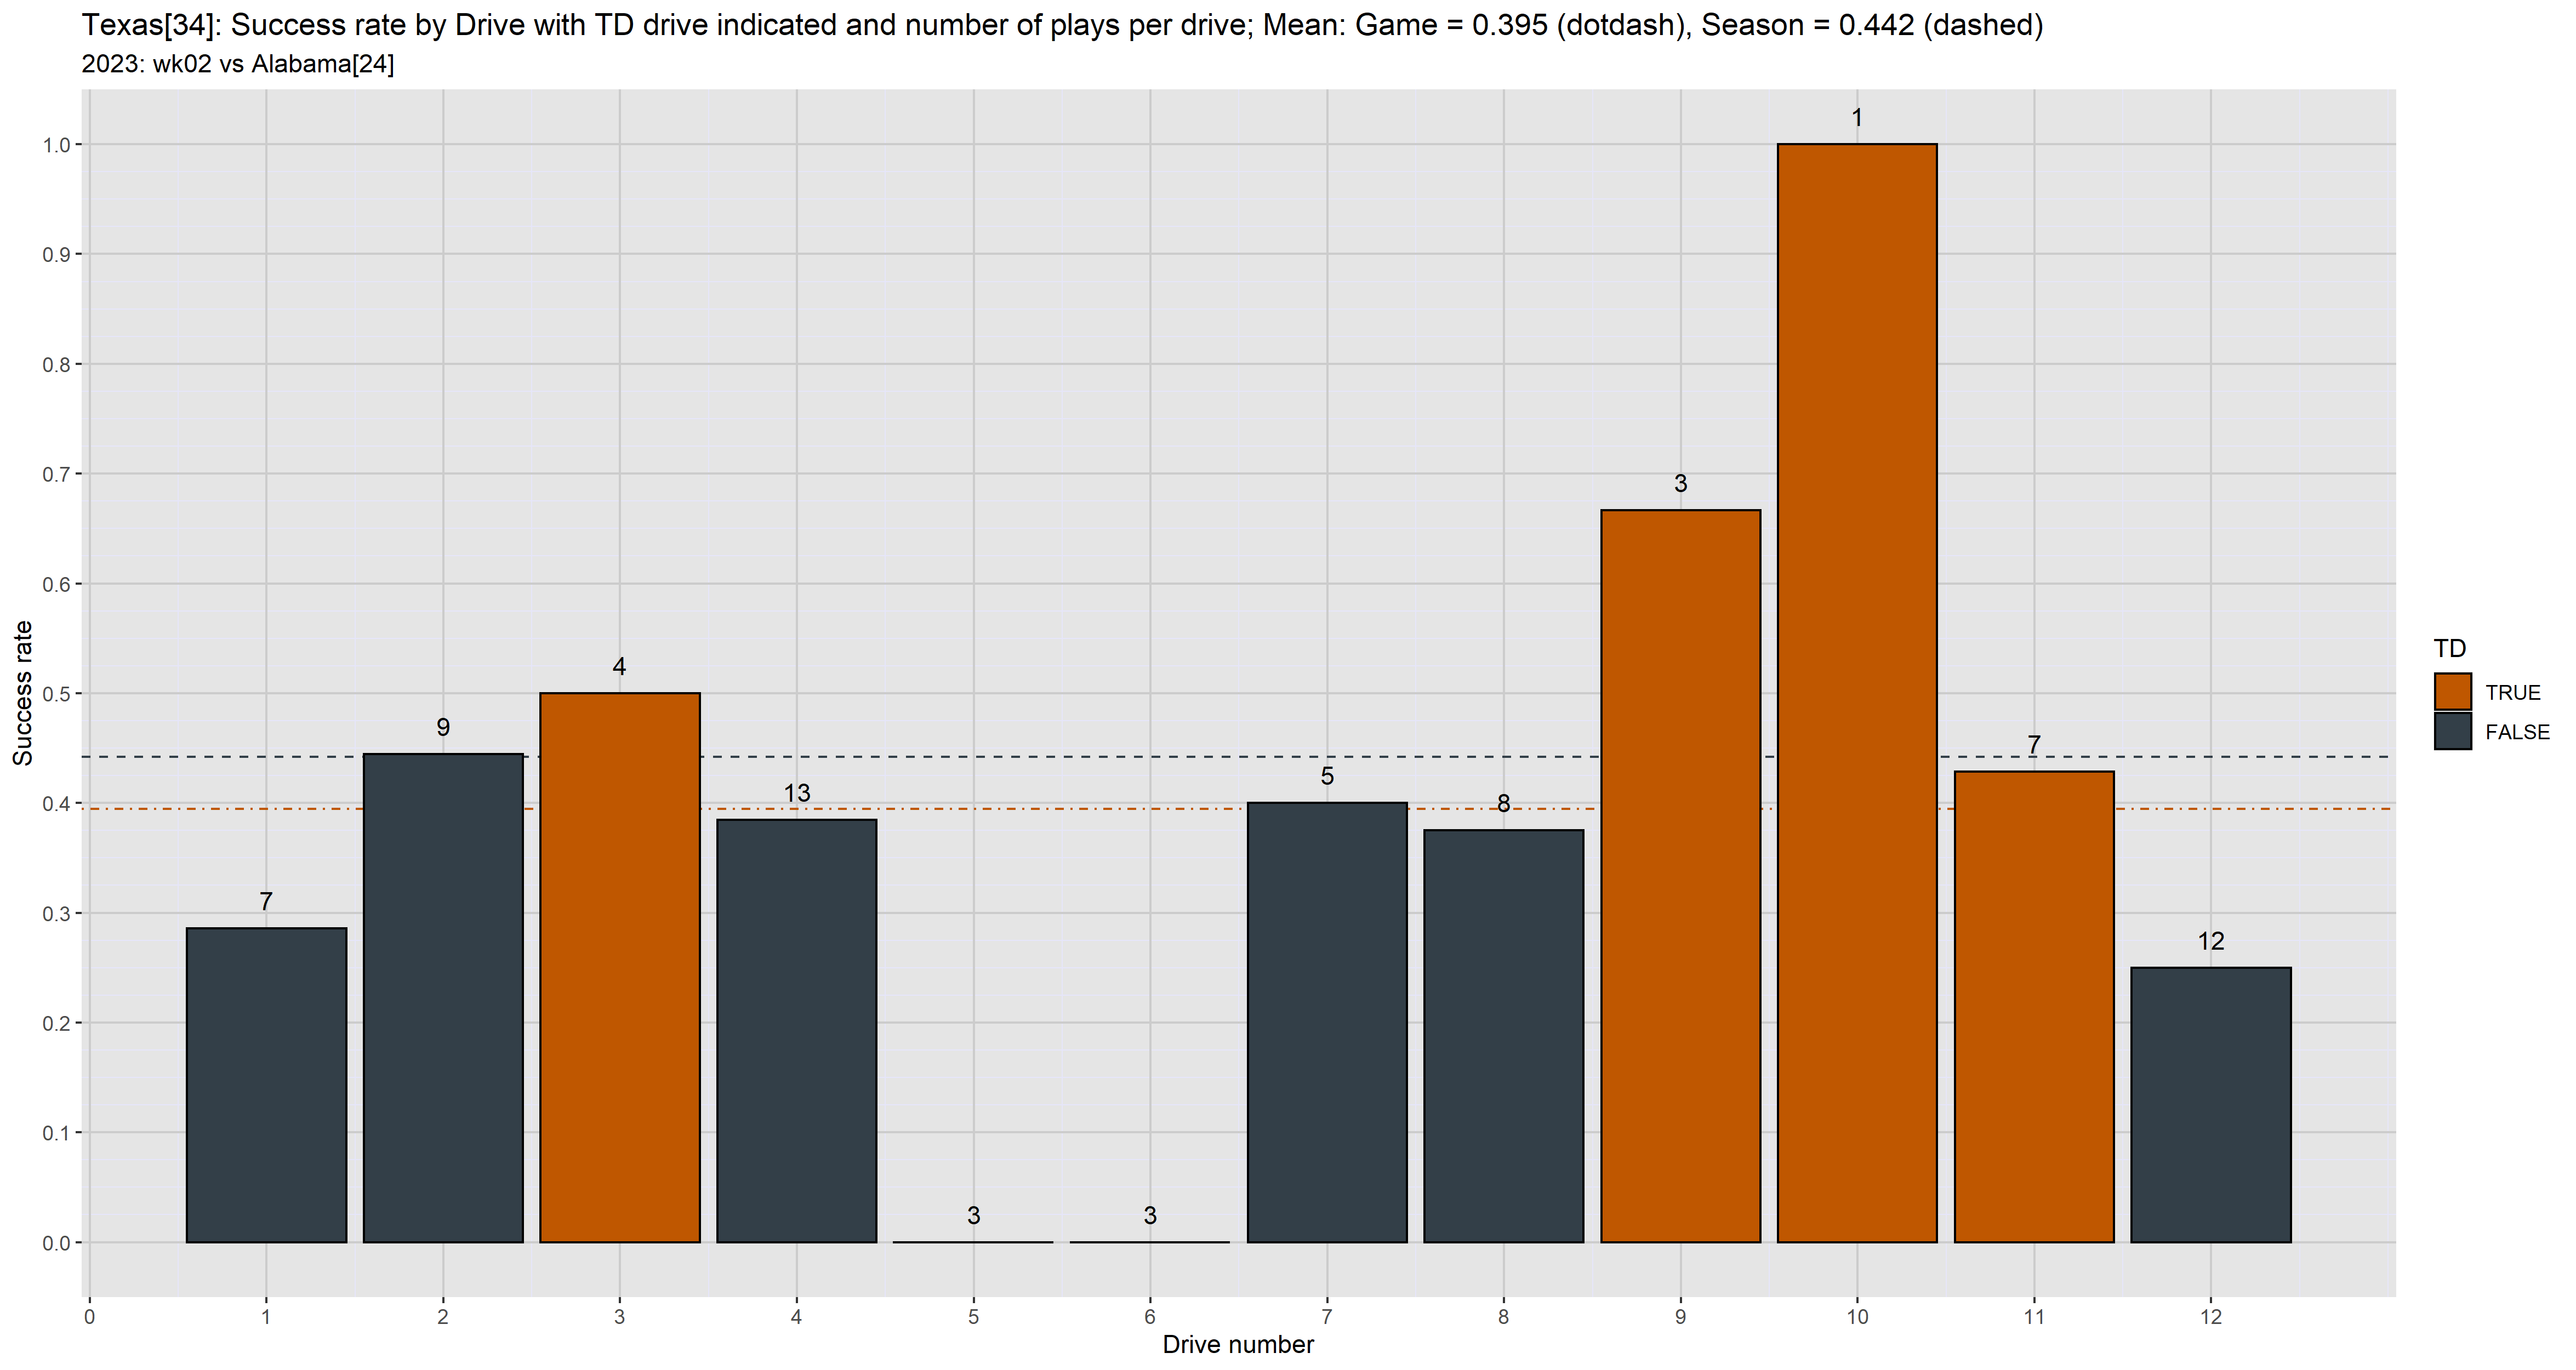 Texas[34]: Success rate by Drive with TD drive indicated and number of plays per drive; Mean: Game = 0.395 (dotdash), Season = 0.442 (dashed)
2023: wk02 vs Alabama[24]
Success rate
1.0
0.9
0.8
0.7
0.6
0.5
0.4
0.3
0.2
0.1
0.0
7
9
4
13
3
3
5
8
3
1
7
12
0 1 2 3 4 5 6 7 8 9 10 11 12
Drive number
TD
TRUE
FALSE